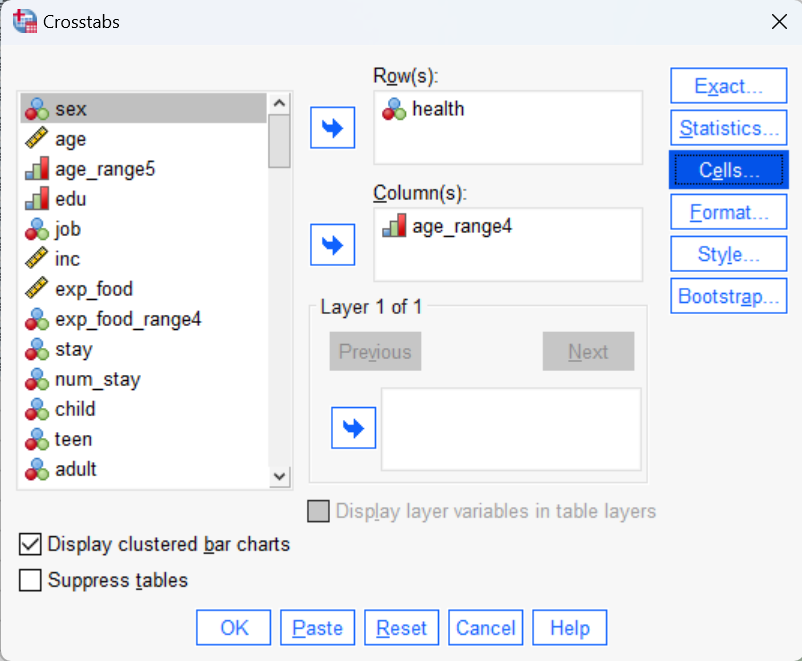 Crosstabs
sex
age
age_range5
edu
job
inc
exp_food
exp_food_range4
stay
num_stay
child
teen
adult
Row(s):
health
Column(s):
age_range4
Layer 1 of 1
Previous
Next
Display layer variables in table layers
Exact...
Statistics...
Cells...
Format...
Style...
Bootstrap...
Display clustered bar charts
Suppress tables
OK
Paste
Reset
Cancel
Help